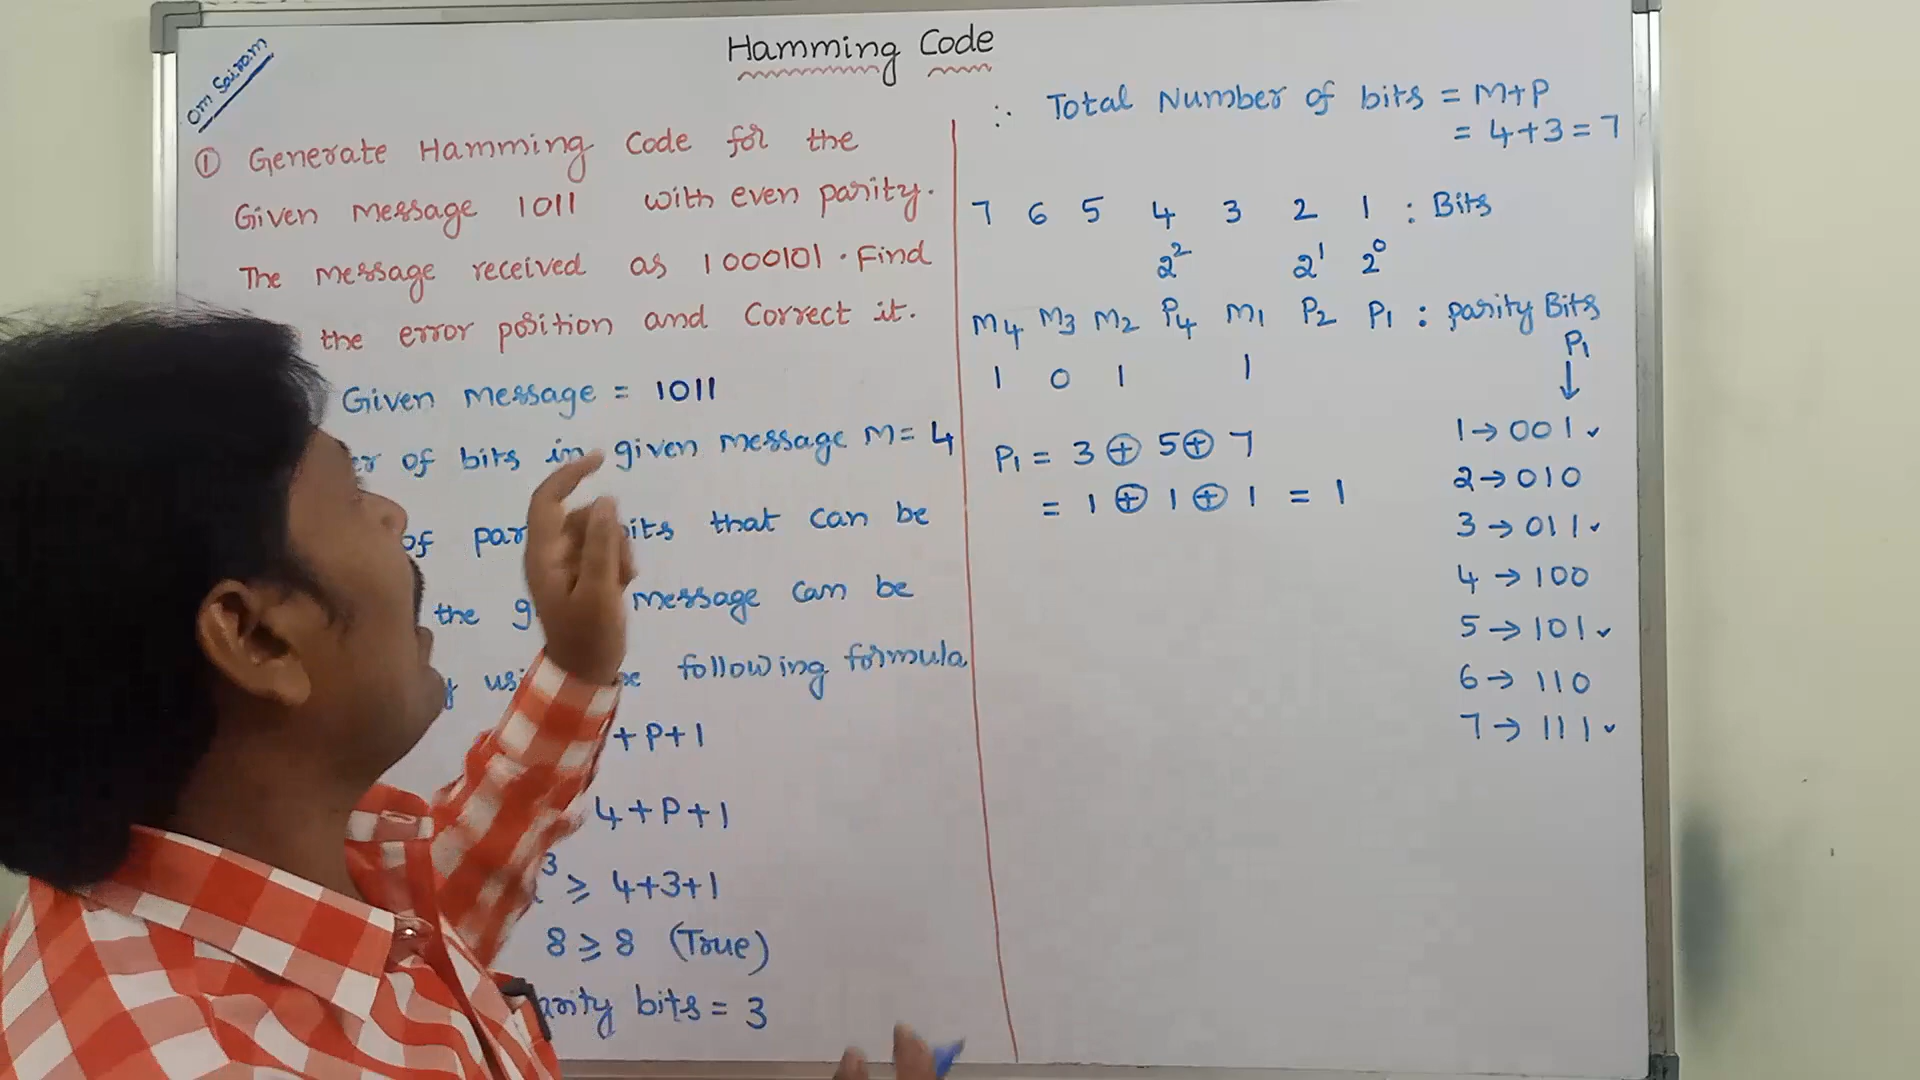 Hamming Code
Om Sairam
① Generate Hamming Code for the
Given message 1011 with even parity.
The message received as 1000101. Find
the error position and Correct it.
Given message = 1011
of bits in given message M = 4
of bits that can be
the message can be
following formula
+ P + 1
4 + P + 1
3 ≥ 4+3+1
8 ≥ 8 (True)
bits = 3
∴ Total Number of bits = M+P
= 4+3 = 7
7 6 5 4 3 2 1 : Bits
2² 2¹ 2⁰
M4 M3 M2 P4 M1 P2 P1 : parity Bits
1 0 1 1
P1 = 3 ⊕ 5 ⊕ 7
= 1 ⊕ 1 ⊕ 1 = 1
P1
↓
1 → 001 ✓
2 → 010
3 → 011 ✓
4 → 100
5 → 101 ✓
6 → 110
7 → 111 ✓